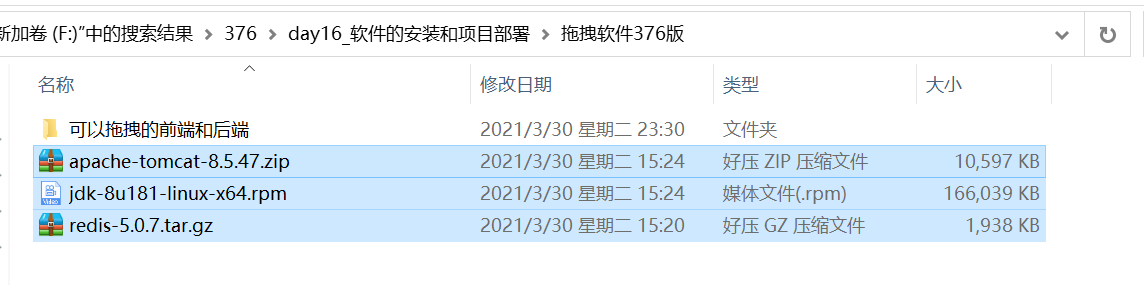 新加卷 (F:)"中的搜索结果 > 376 > day16_软件的安装和项目部署 > 拖拽软件376版
名称 修改日期 类型 大小
可以拖拽的前端和后端 2021/3/30 星期二 23:30 文件夹
apache-tomcat-8.5.47.zip 2021/3/30 星期二 15:24 好压 ZIP 压缩文件 10,597 KB
jdk-8u181-linux-x64.rpm 2021/3/30 星期二 15:24 媒体文件(.rpm) 166,039 KB
redis-5.0.7.tar.gz 2021/3/30 星期二 15:20 好压 GZ 压缩文件 1,938 KB